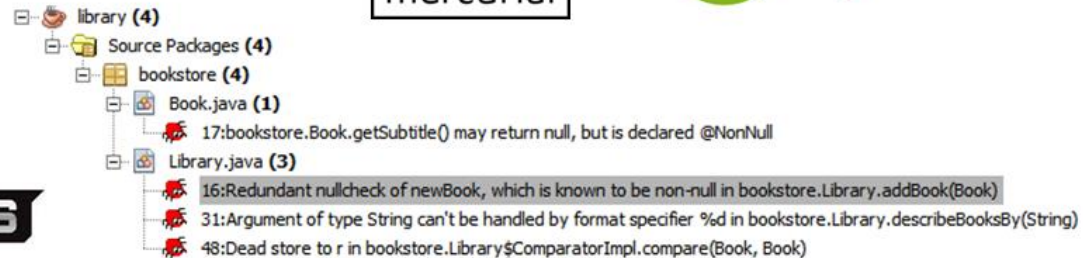 mercurial
library (4)
Source Packages (4)
bookstore (4)
Book.java (1)
17:bookstore.Book.getSubtitle() may return null, but is declared @NonNull
Library.java (3)
16:Redundant nullcheck of newBook, which is known to be non-null in bookstore.Library.addBook(Book)
31:Argument of type String can't be handled by format specifier %d in bookstore.Library.describeBooksBy(String)
48:Dead store to r in bookstore.Library$ComparatorImpl.compare(Book, Book)